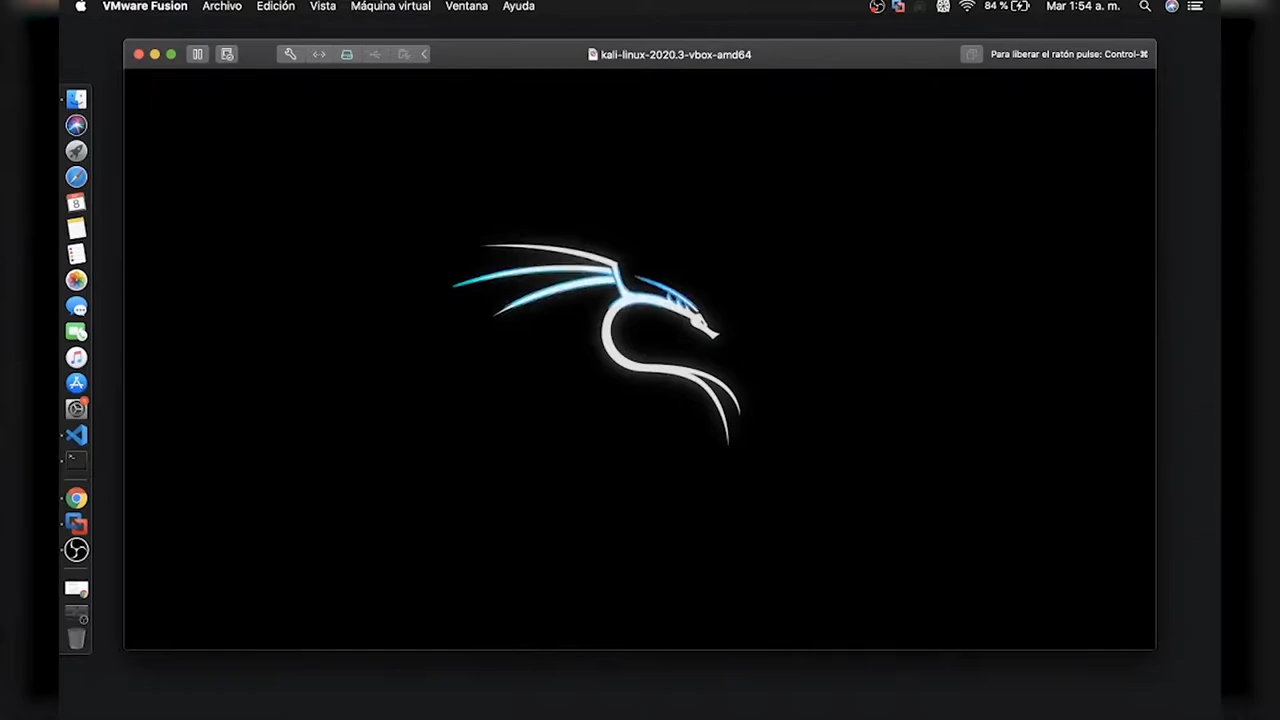 VMware Fusion Archivo Edición Vista Máquina virtual Ventana Ayuda 84 % Mar 1:54 a. m.
kali-linux-2020.3-vbox-amd64 Para liberar el ratón pulse: Control-⌘
8